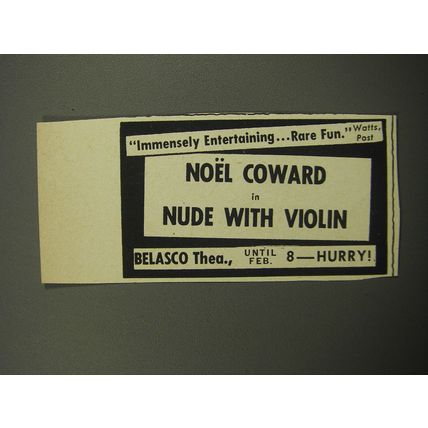 "Immensely Entertaining...Rare Fun." Watts, Post
NOËL COWARD
in
NUDE WITH VIOLIN
BELASCO Thea., UNTIL FEB. 8—HURRY!